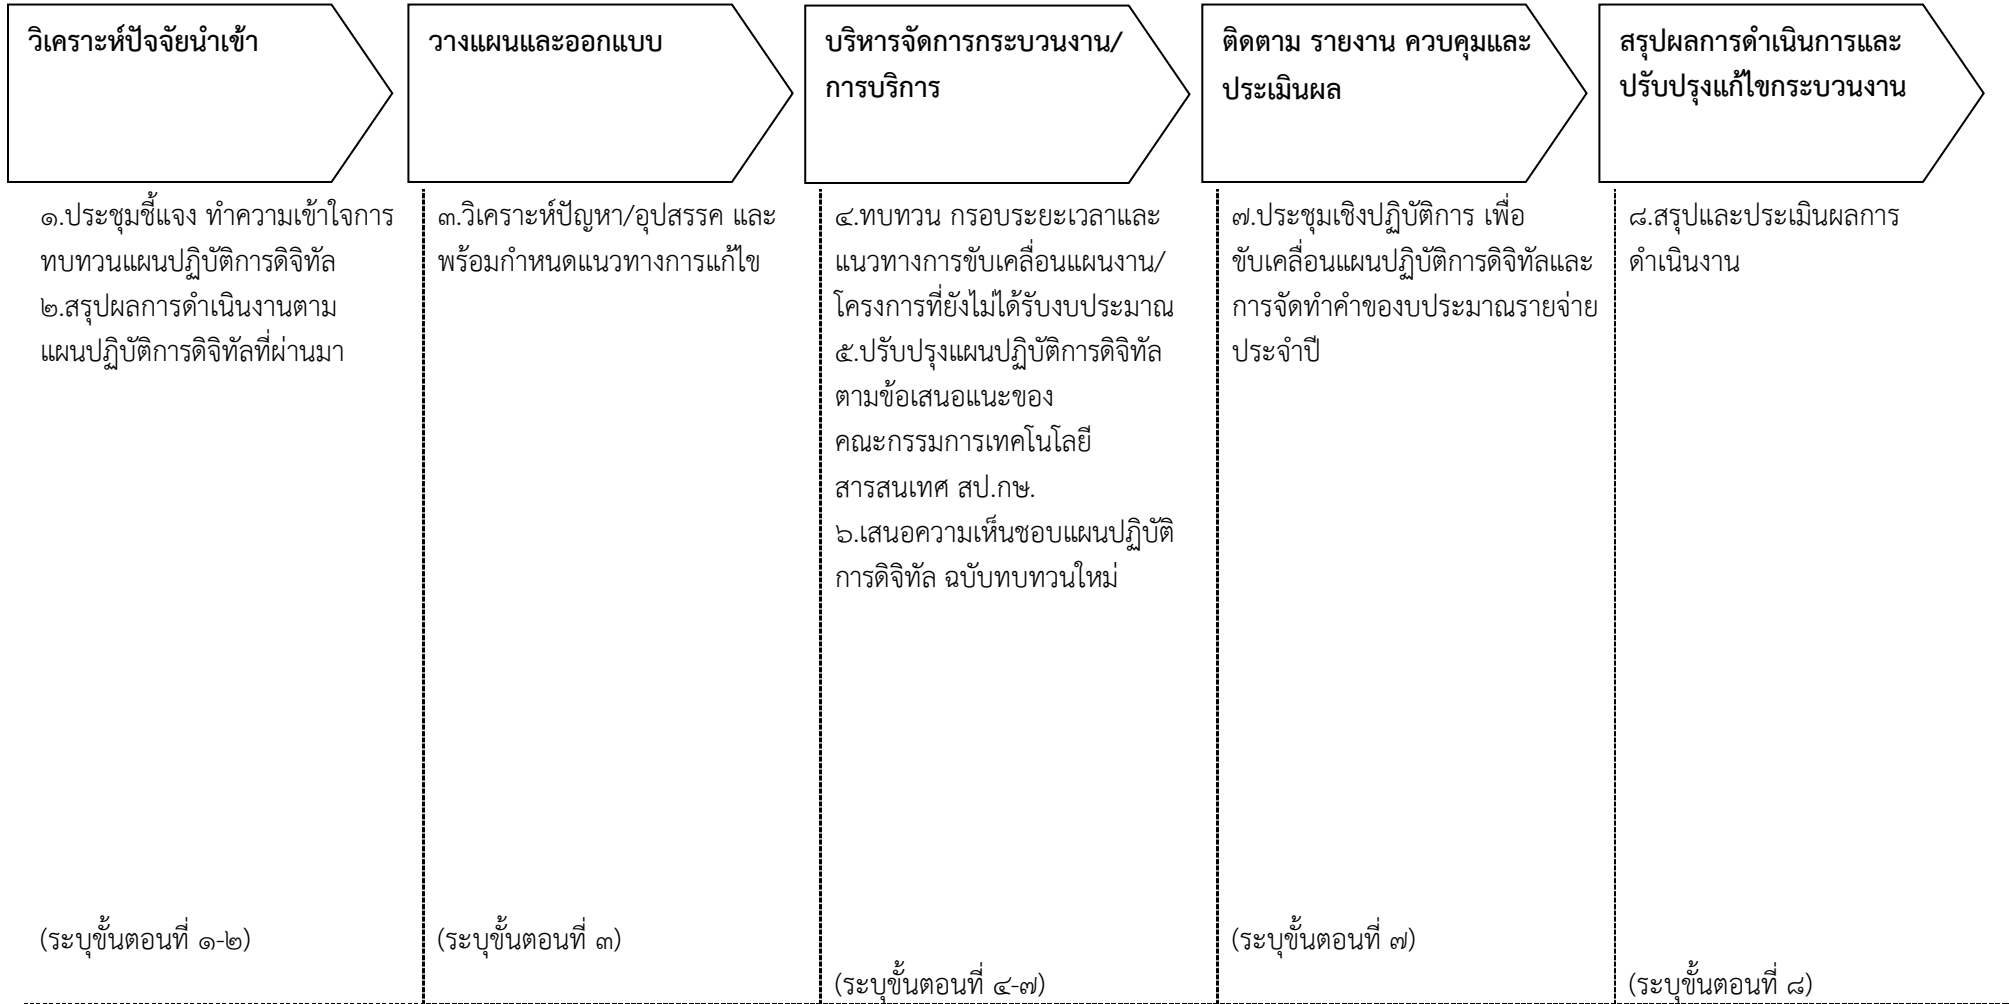 วิเคราะห์ปัจจัยนำเข้า
วางแผนและออกแบบ
บริหารจัดการกระบวนงาน/
การบริการ
ติดตาม รายงาน ควบคุมและ
ประเมินผล
สรุปผลการดำเนินการและ
ปรับปรุงแก้ไขกระบวนงาน
๑.ประชุมชี้แจง ทำความเข้าใจการ
ทบทวนแผนปฏิบัติการดิจิทัล
๒.สรุปผลการดำเนินงานตาม
แผนปฏิบัติการดิจิทัลที่ผ่านมา
(ระบุขั้นตอนที่ ๑-๒)
๓.วิเคราะห์ปัญหา/อุปสรรค และ
พร้อมกำหนดแนวทางการแก้ไข
(ระบุขั้นตอนที่ ๓)
๔.ทบทวน กรอบระยะเวลาและ
แนวทางการขับเคลื่อนแผนงาน/
โครงการที่ยังไม่ได้รับงบประมาณ
๕.ปรับปรุงแผนปฏิบัติการดิจิทัล
ตามข้อเสนอแนะของ
คณะกรรมการเทคโนโลยี
สารสนเทศ สป.กษ.
๖.เสนอความเห็นชอบแผนปฏิบัติ
การดิจิทัล ฉบับทบทวนใหม่
(ระบุขั้นตอนที่ ๔-๗)
๗.ประชุมเชิงปฏิบัติการ เพื่อ
ขับเคลื่อนแผนปฏิบัติการดิจิทัลและ
การจัดทำคำของบประมาณรายจ่าย
ประจำปี
(ระบุขั้นตอนที่ ๗)
๘.สรุปและประเมินผลการ
ดำเนินงาน
(ระบุขั้นตอนที่ ๘)